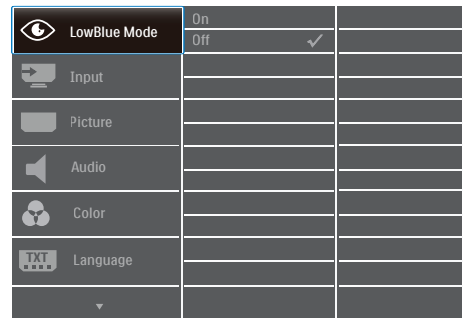 LowBlue Mode
On
Off
Input
Picture
Audio
Color
TXT
Language